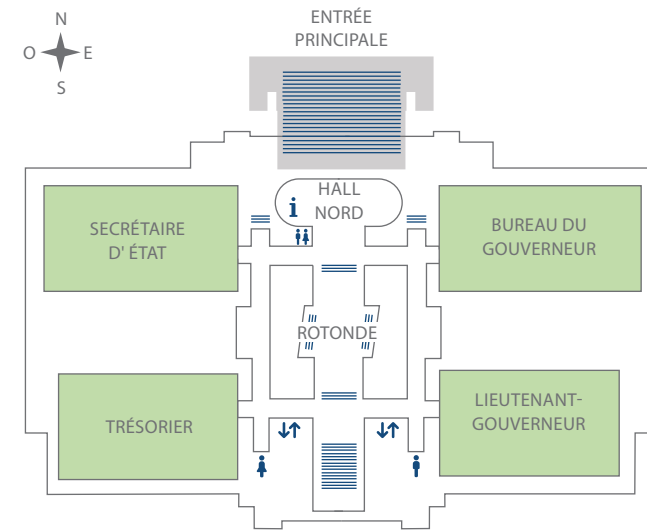 N
O
E
S
ENTRÉE
PRINCIPALE
HALL
NORD
i
SECRÉTAIRE
D' ÉTAT
BUREAU DU
GOUVERNEUR
ROTONDE
TRÉSORIER
LIEUTENANT-
GOUVERNEUR